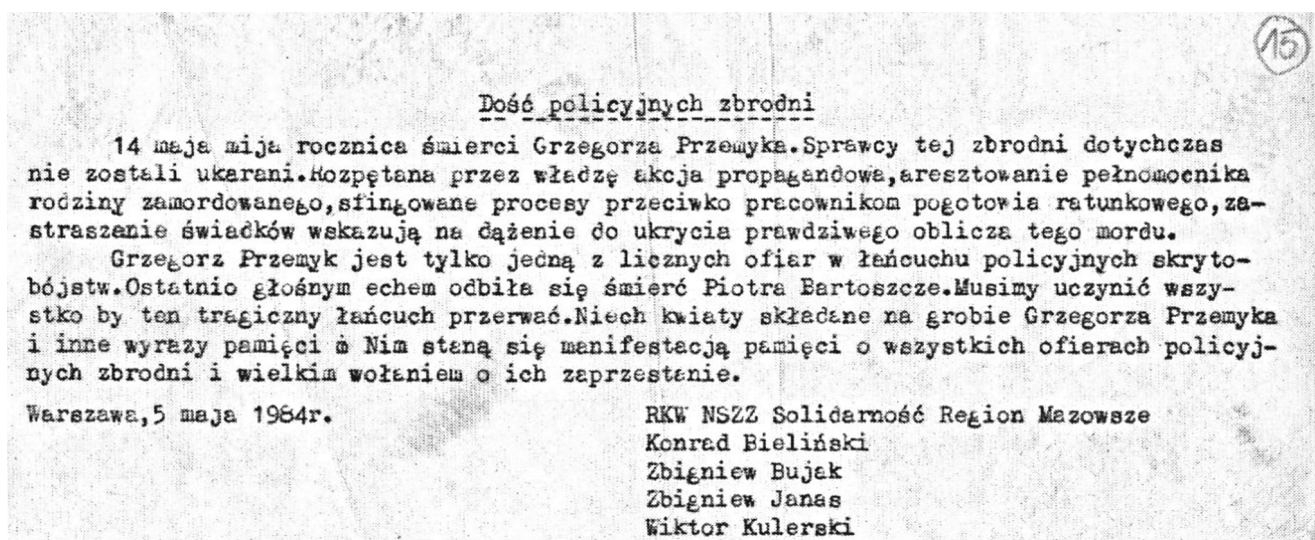 15
Dość policyjnych zbrodni
14 maja mija rocznica śmierci Grzegorza Przemyka.Sprawcy tej zbrodni dotychczas
nie zostali ukarani.Rozpętana przez władzę akcja propagandowa,aresztowanie pełnomocnika
rodziny zamordowanego,sfingowane procesy przeciwko pracownikom pogotowia ratunkowego,za-
straszanie świadków wskazują na dążenie do ukrycia prawdziwego oblicza tego mordu.
Grzegorz Przemyk jest tylko jedną z licznych ofiar w łańcuchu policyjnych skryto-
bójstw.Ostatnio głośnym echem odbiła się śmierć Piotra Bartoszcze.Musimy uczynić wszy-
stko by ten tragiczny łańcuch przerwać.Niech kwiaty składane na grobie Grzegorza Przemyka
i inne wyrazy pamięci o Nim staną się manifestacją pamięci o wszystkich ofiarach policyj-
nych zbrodni i wielkim wołaniem o ich zaprzestanie.
Warszawa,5 maja 1984r.
RKW NSZZ Solidarność Region Mazowsze
Konrad Bieliński
Zbigniew Bujak
Zbigniew Janas
Wiktor Kulerski